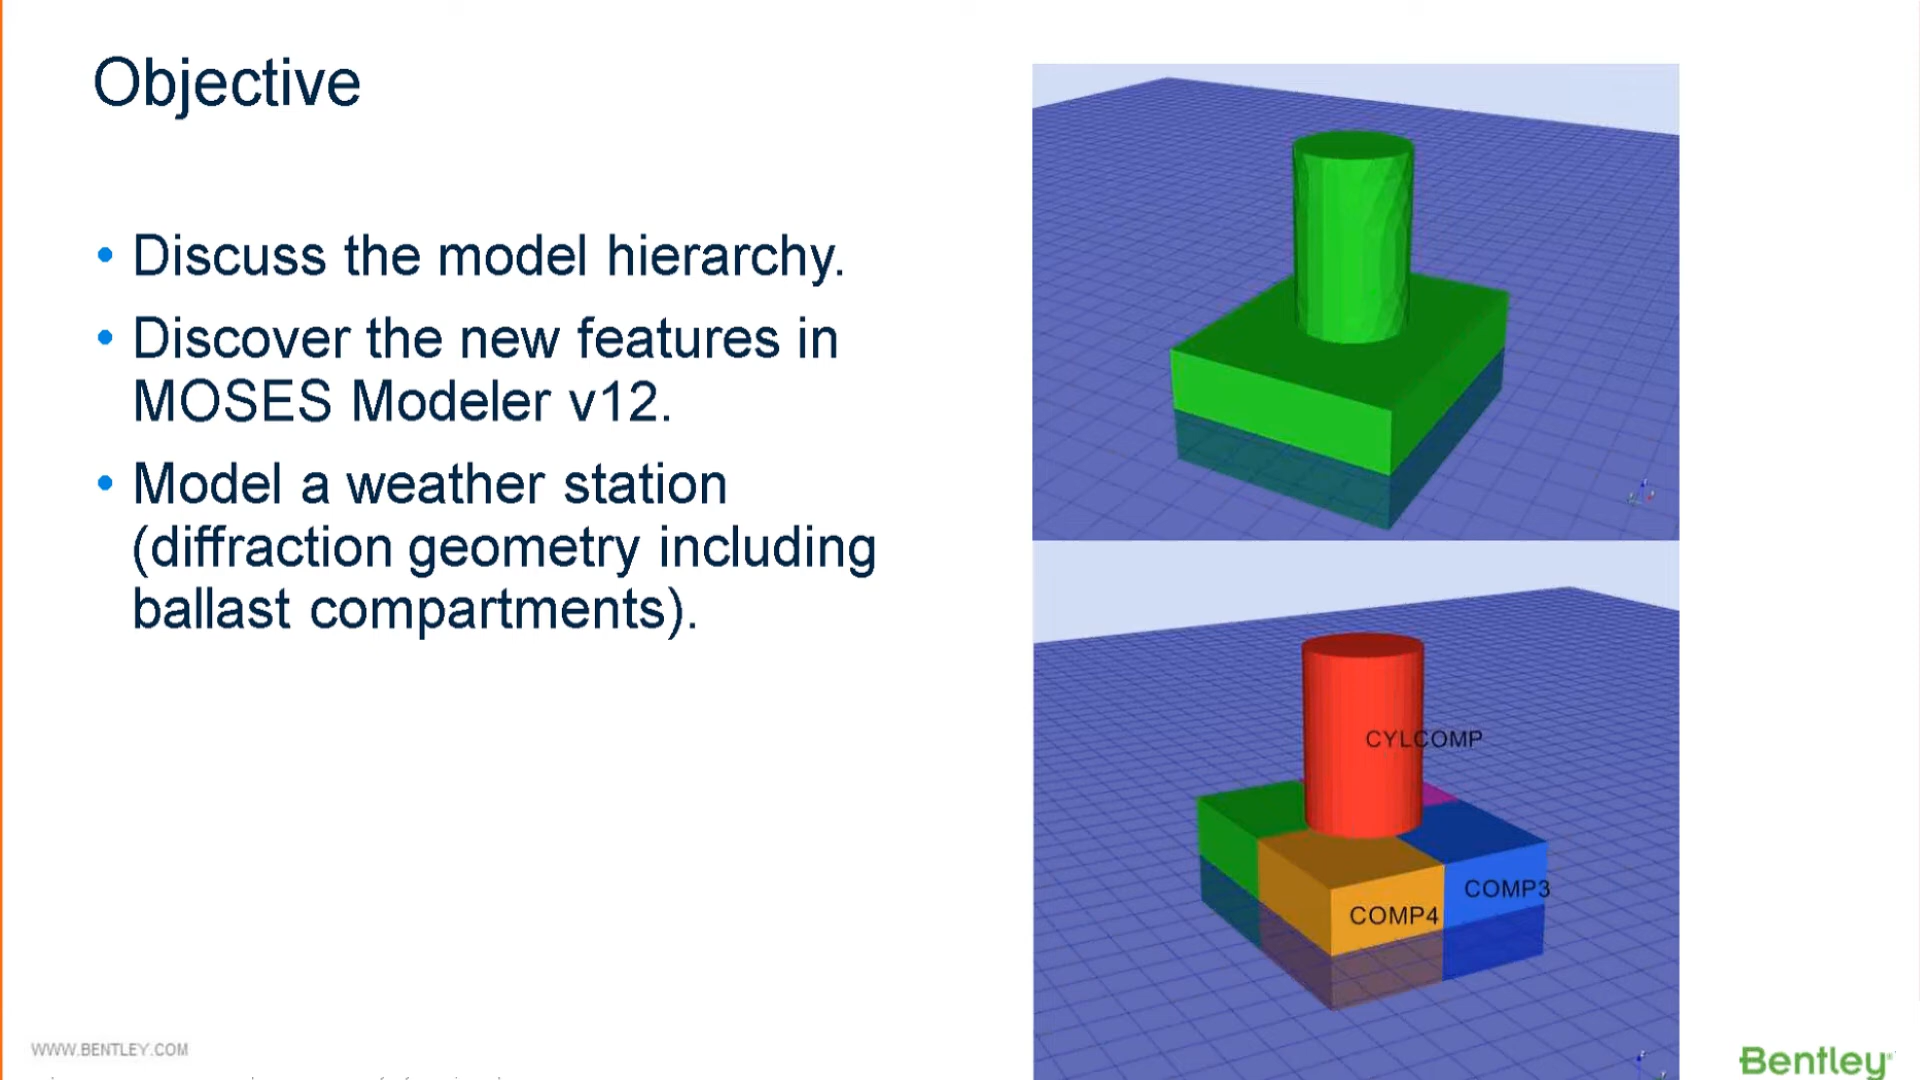 Objective
• Discuss the model hierarchy.
• Discover the new features in
MOSES Modeler v12.
• Model a weather station
(diffraction geometry including
ballast compartments).
CYLCOMP
COMP3
COMP4
WWW.BENTLEY.COM
Bentley